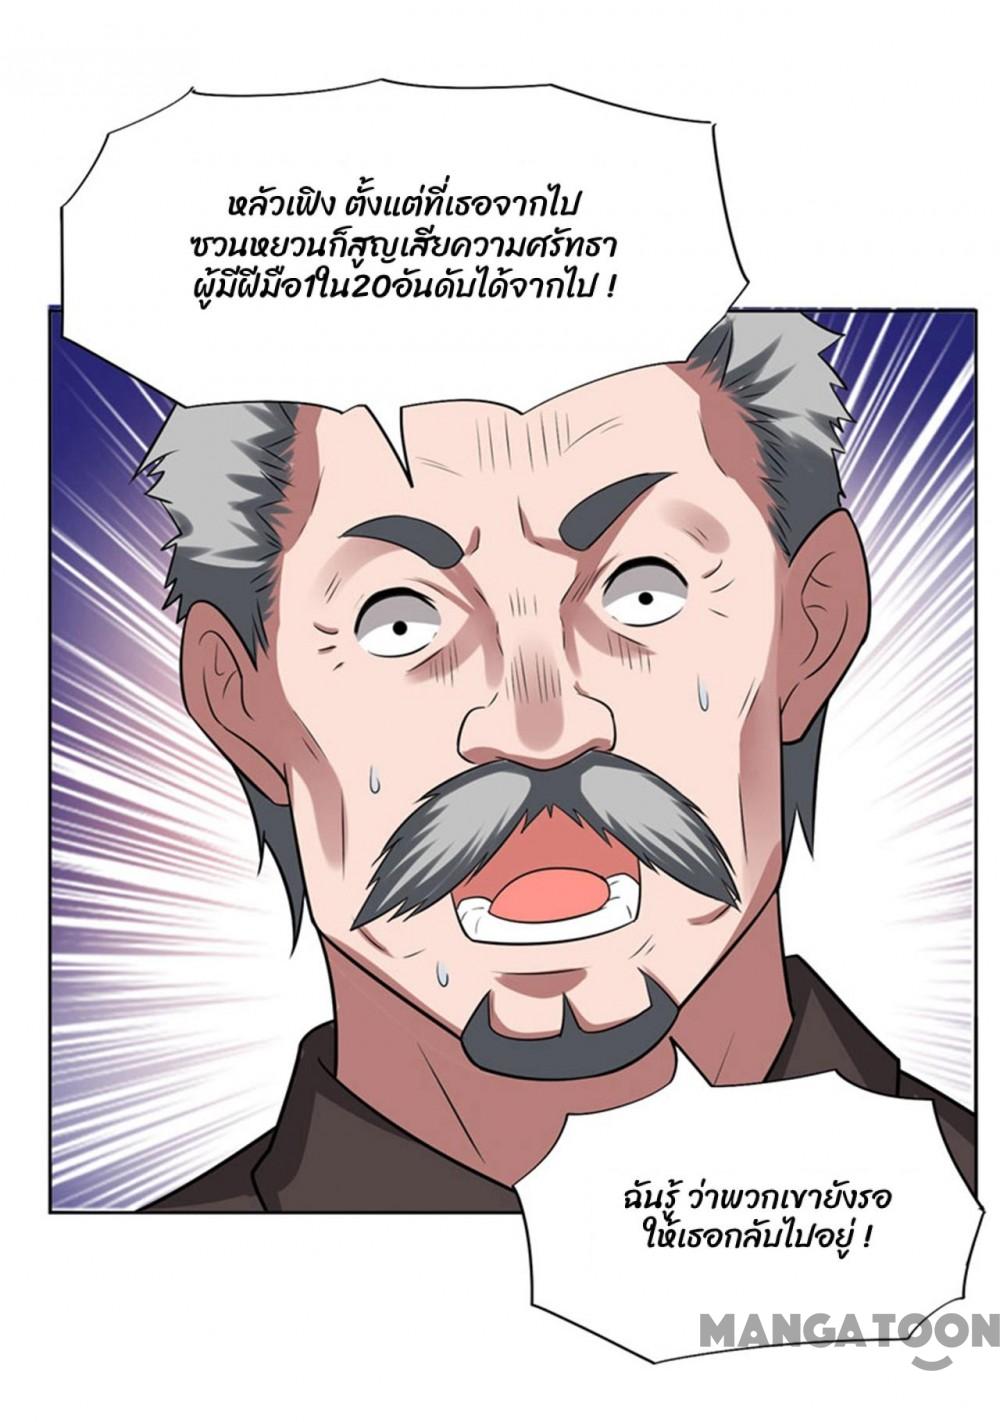 หลัวเฟิง ตั้งแต่ที่เธอจากไป
ซวนหยวนก็สูญเสียความศรัทธา
ผู้มีฝีมือ1ใน20อันดับได้จากไป !
ฉันรู้ ว่าพวกเขายังรอ
ให้เธอกลับไปอยู่ !
MANGATOON